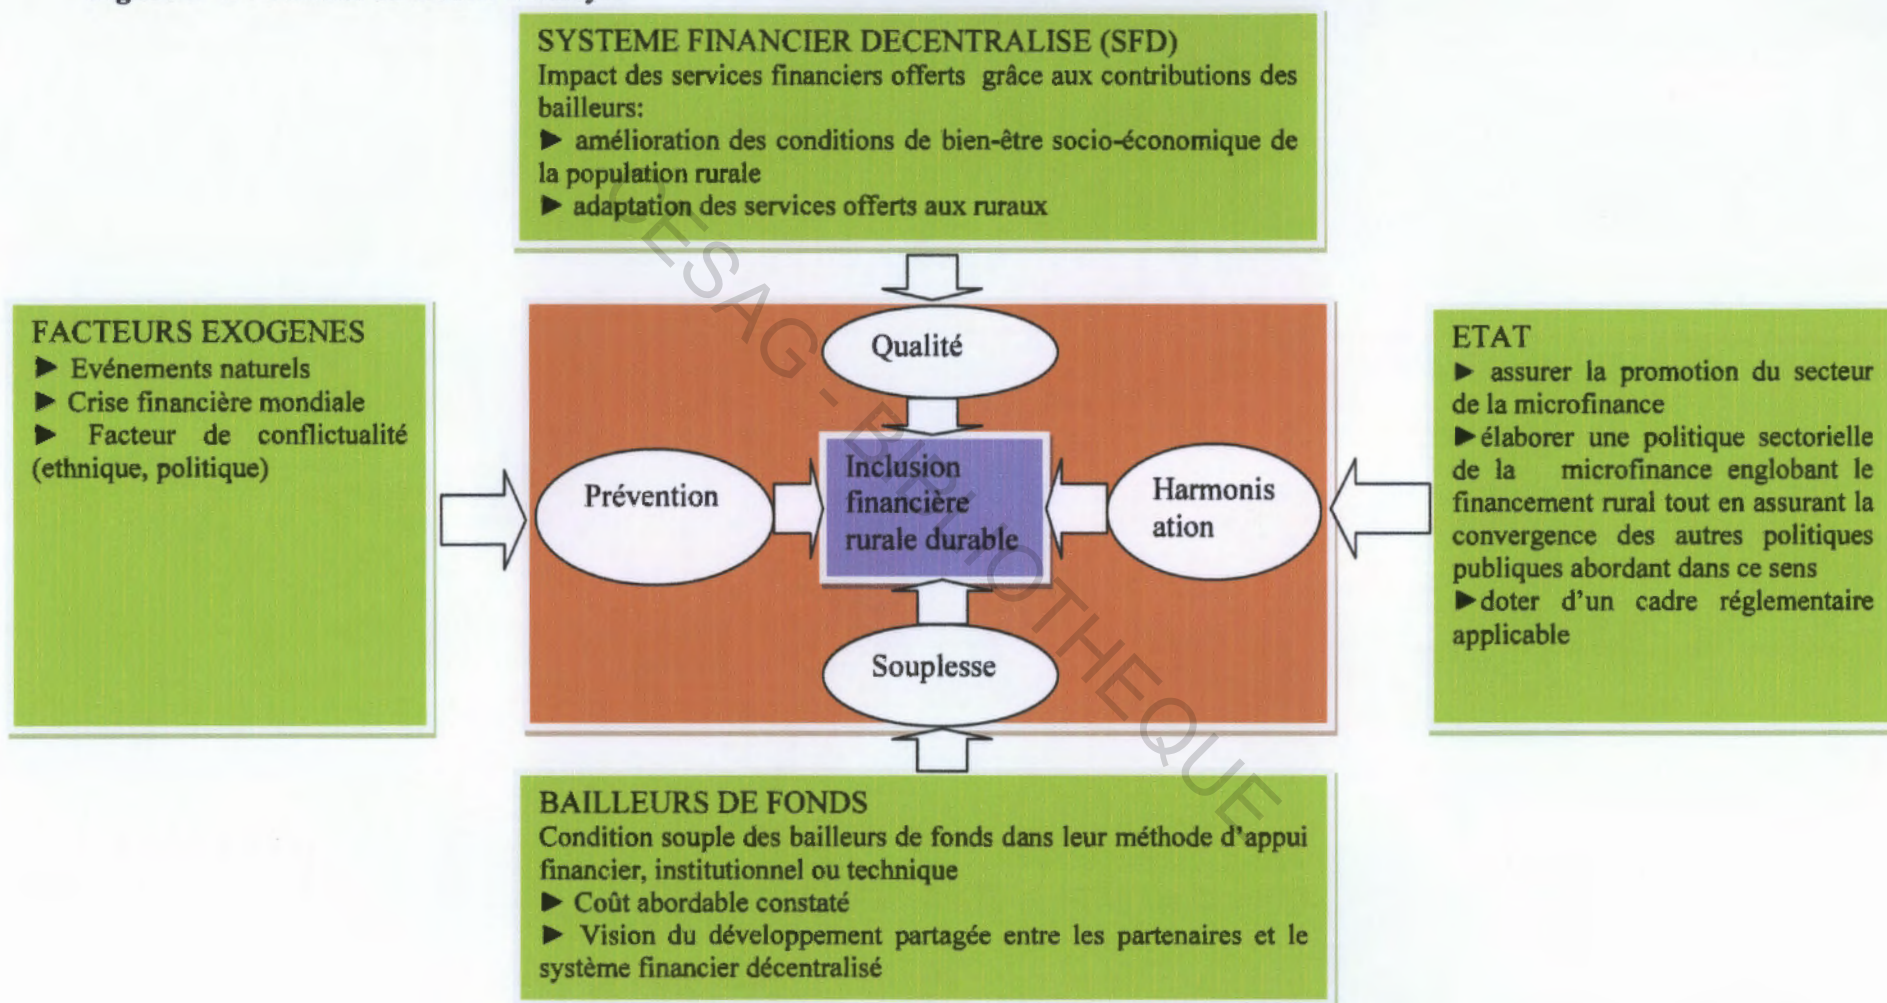 SYSTEME FINANCIER DECENTRALISE (SFD)
Impact des services financiers offerts grâce aux contributions des
bailleurs:
► amélioration des conditions de bien-être socio-économique de
la population rurale
► adaptation des services offerts aux ruraux
FACTEURS EXOGENES
► Evénements naturels
► Crise financière mondiale
► Facteur de conflictualité
(ethnique, politique)
Qualité
Prévention
Inclusion
financière
rurale durable
Harmonis
ation
Souplesse
ETAT
► assurer la promotion du secteur
de la microfinance
►élaborer une politique sectorielle
de la microfinance englobant le
financement rural tout en assurant la
convergence des autres politiques
publiques abordant dans ce sens
►doter d'un cadre réglementaire
applicable
BAILLEURS DE FONDS
Condition souple des bailleurs de fonds dans leur méthode d'appui
financier, institutionnel ou technique
► Coût abordable constaté
► Vision du développement partagée entre les partenaires et le
système financier décentralisé
CESAG - BIBLIOTHEQUE